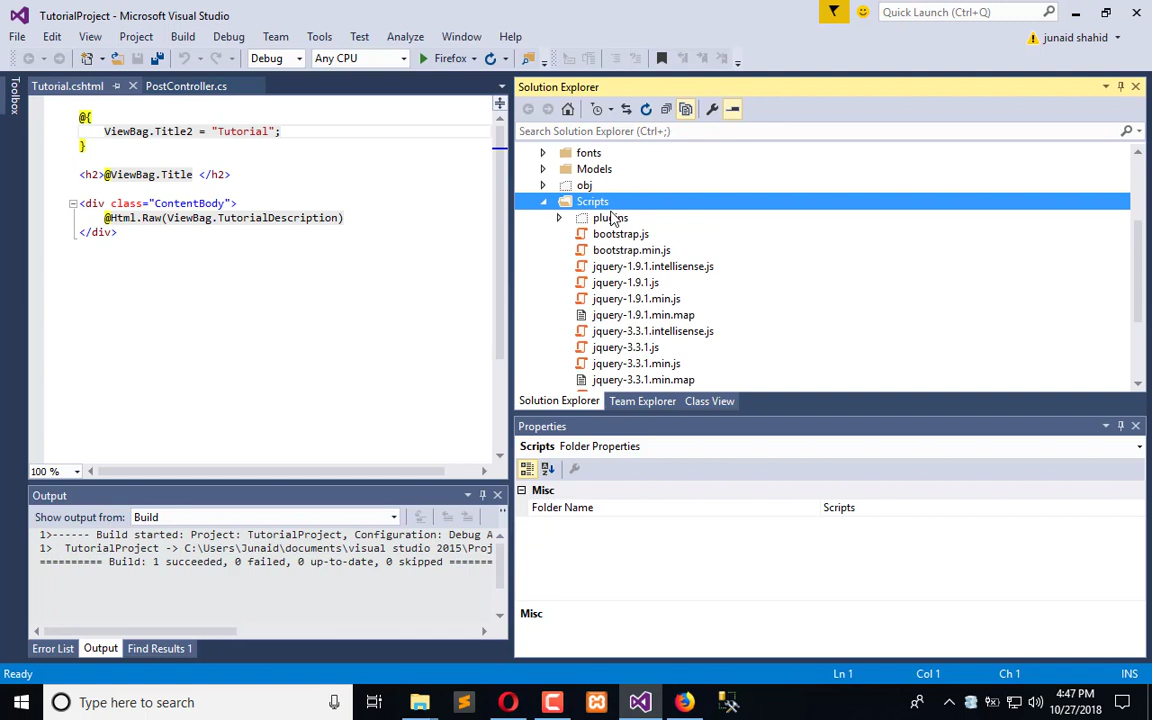 TutorialProject - Microsoft Visual Studio
Quick Launch (Ctrl+Q)
File Edit View Project Build Debug Team Tools Test Analyze Window Help
junaid shahid
Debug Any CPU Firefox
Toolbox
Tutorial.cshtml PostController.cs
@{
ViewBag.Title2 = "Tutorial";
}
<h2>@ViewBag.Title </h2>
<div class="ContentBody">
@Html.Raw(ViewBag.TutorialDescription)
</div>
100 %
Solution Explorer
Search Solution Explorer (Ctrl+;)
fonts
Models
obj
Scripts
plugins
bootstrap.js
bootstrap.min.js
jquery-1.9.1.intellisense.js
jquery-1.9.1.js
jquery-1.9.1.min.js
jquery-1.9.1.min.map
jquery-3.3.1.intellisense.js
jquery-3.3.1.js
jquery-3.3.1.min.js
jquery-3.3.1.min.map
Solution Explorer Team Explorer Class View
Properties
Scripts Folder Properties
Misc
Folder Name Scripts
Misc
Output
Show output from: Build
1>------ Build started: Project: TutorialProject, Configuration: Debug A
1> TutorialProject -> C:\Users\Junaid\documents\visual studio 2015\Proj
========== Build: 1 succeeded, 0 failed, 0 up-to-date, 0 skipped =======
Error List Output Find Results 1
Ready Ln 1 Col 1 Ch 1 INS
Type here to search
4:47 PM
10/27/2018